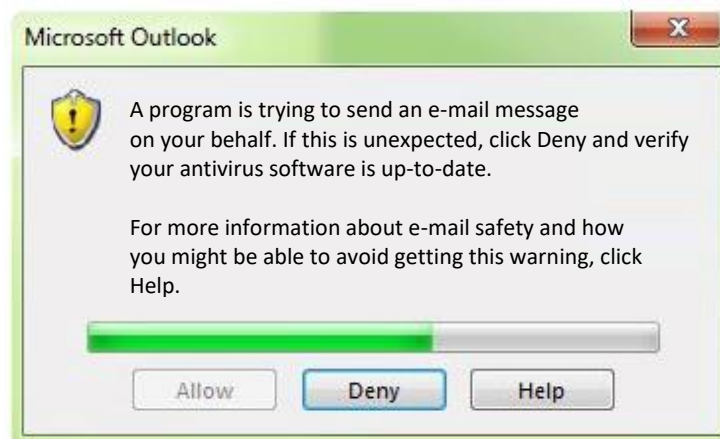 Microsoft Outlook
A program is trying to send an e-mail message
on your behalf. If this is unexpected, click Deny and verify
your antivirus software is up-to-date.
For more information about e-mail safety and how
you might be able to avoid getting this warning, click
Help.
Allow
Deny
Help